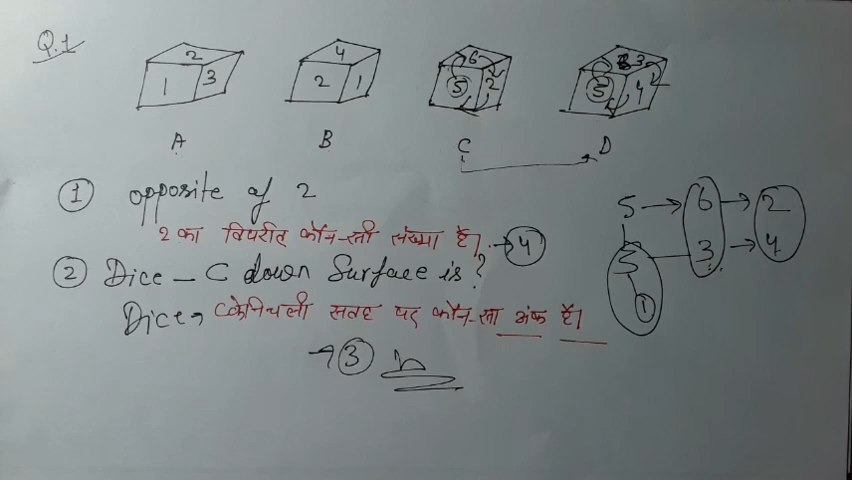 Q.1
2 1 3
4 2 1
6 5 2
3 5 4
A B C D
① opposite of 2
2 का विपरीत कौन-सी संख्या है। → 4
② Dice - C down Surface is?
Dice, C के निचली सतह पर कौन-सा अंक है।
→ 3
5 → 6 → 2
5 3 → 4
1